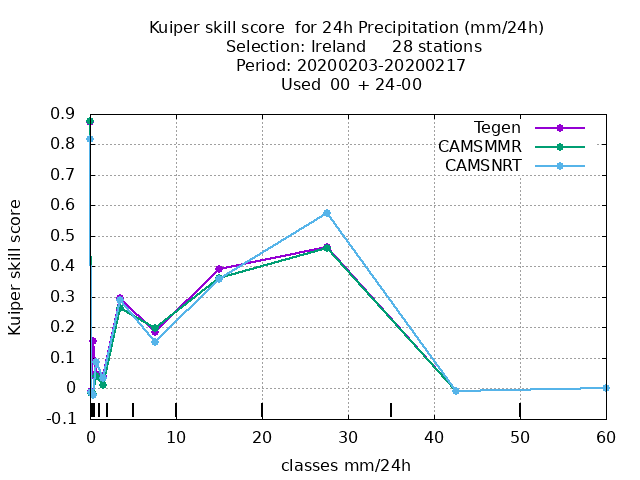 Kuiper skill score  for 24h Precipitation (mm/24h)
Selection: Ireland     28 stations
Period: 20200203-20200217
Used  00 + 24-00
Tegen
CAMSMMR
CAMSNRT
Kuiper skill score
0.9
0.8
0.7
0.6
0.5
0.4
0.3
0.2
0.1
0
-0.1
0 10 20 30 40 50 60
classes mm/24h